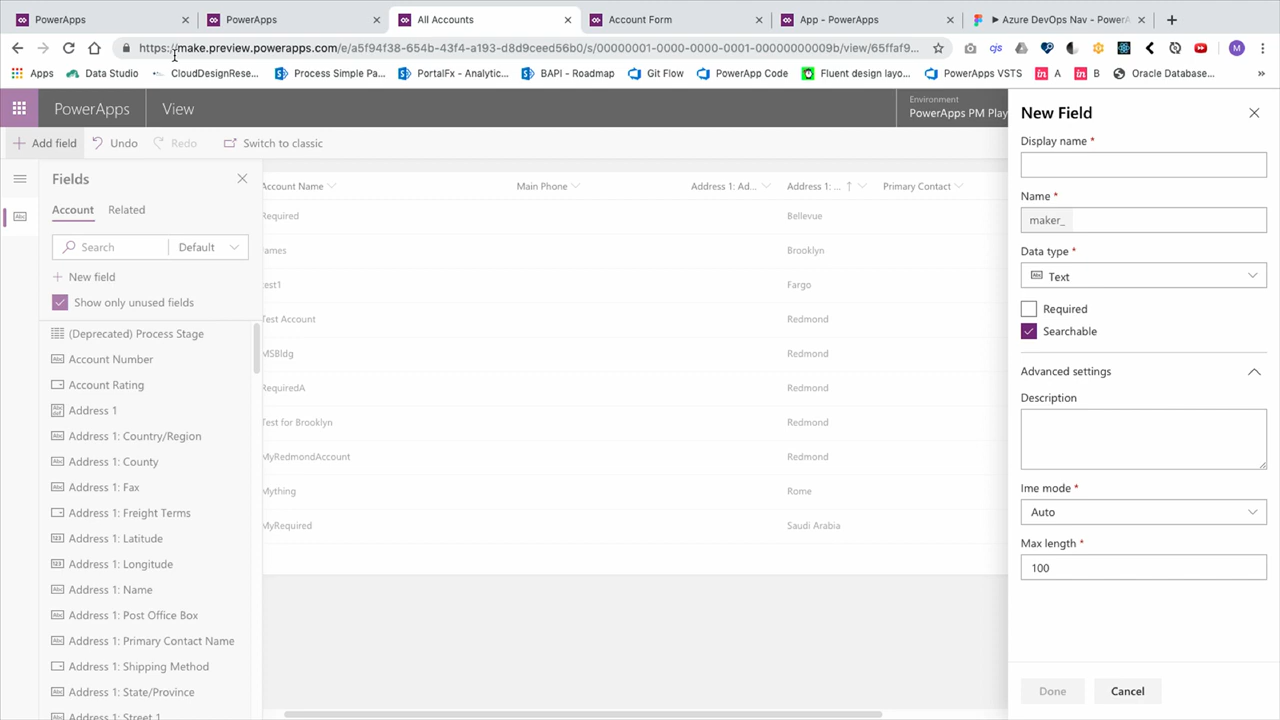 PowerApps
PowerApps
All Accounts
Account Form
App - PowerApps
▶ Azure DevOps Nav - PowerA
https://make.preview.powerapps.com/e/a5f94f38-654b-43f4-a193-d8d9ceed56b0/s/00000001-0000-0000-0001-00000000009b/view/65ffaf9...
Apps
Data Studio
CloudDesignRese...
Process Simple Pa...
PortalFx - Analytic...
BAPI - Roadmap
Git Flow
PowerApp Code
Fluent design layo...
PowerApps VSTS
A
B
Oracle Database...
PowerApps
View
Environment
PowerApps PM Play
Add field
Undo
Redo
Switch to classic
Fields
Account
Related
Search
Default
New field
Show only unused fields
(Deprecated) Process Stage
Account Number
Account Rating
Address 1
Address 1: Country/Region
Address 1: County
Address 1: Fax
Address 1: Freight Terms
Address 1: Latitude
Address 1: Longitude
Address 1: Name
Address 1: Post Office Box
Address 1: Primary Contact Name
Address 1: Shipping Method
Address 1: State/Province
Address 1: Street 1
Account Name
Main Phone
Address 1: Ad...
Address 1: ...
Primary Contact
Required
Bellevue
James
Brooklyn
test1
Fargo
Test Account
Redmond
MSBldg
Redmond
RequiredA
Redmond
Test for Brooklyn
Redmond
MyRedmondAccount
Redmond
Mything
Rome
MyRequired
Saudi Arabia
New Field
Display name *
Name *
maker_
Data type *
Text
Required
Searchable
Advanced settings
Description
Ime mode *
Auto
Max length *
100
Done
Cancel